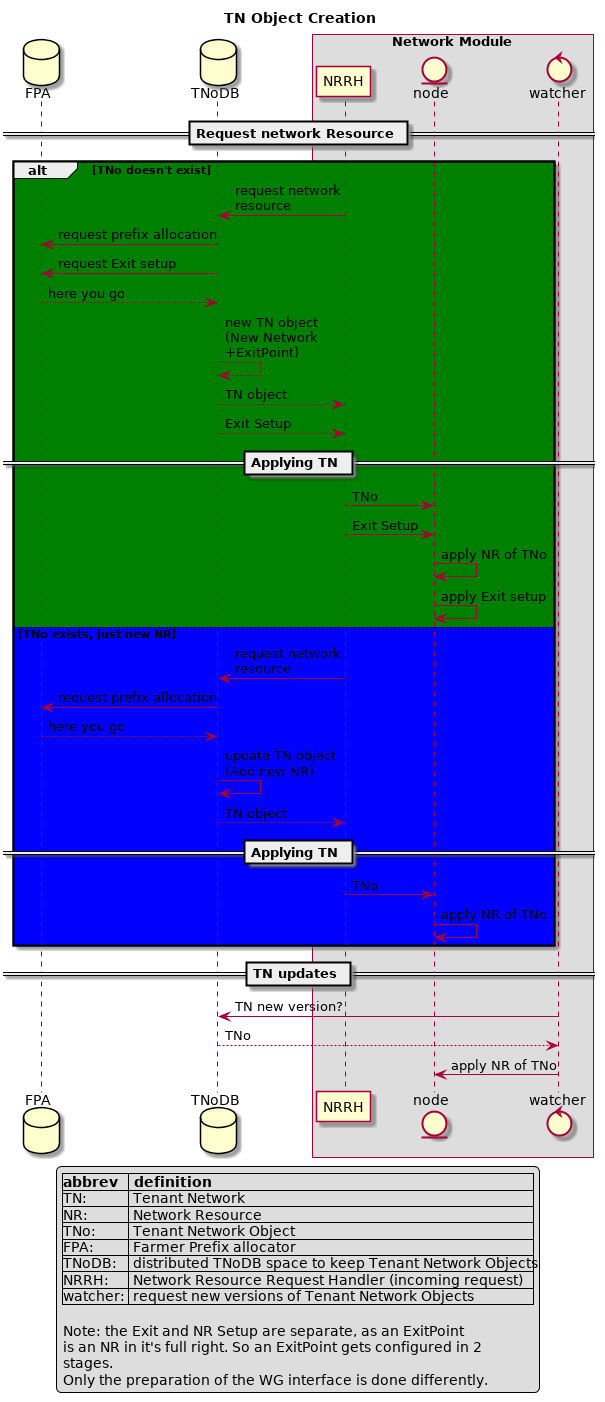 TN Object Creation
Network Module
FPA
TNoDB
NRRH
node
watcher
Request network Resource
alt
[TNo doesn't exist]
request network
resource
request prefix allocation
request Exit setup
here you go
new TN object
(New Network
+ExitPoint)
TN object
Exit Setup
Applying TN
TNo
Exit Setup
apply NR of TNo
apply Exit setup
[TNo exists, just new NR]
request network
resource
request prefix allocation
here you go
update TN object
(Add new NR)
TN object
Applying TN
TNo
apply NR of TNo
TN updates
TN new version?
TNo
apply NR of TNo
FPA
TNoDB
NRRH
node
watcher
abbrev definition
TN: Tenant Network
NR: Network Resource
TNo: Tenant Network Object
FPA: Farmer Prefix allocator
TNoDB: distributed TNoDB space to keep Tenant Network Objects
NRRH: Network Resource Request Handler (incoming request)
watcher: request new versions of Tenant Network Objects
Note: the Exit and NR Setup are separate, as an ExitPoint
is an NR in it's full right. So an ExitPoint gets configured in 2
stages.
Only the preparation of the WG interface is done differently.